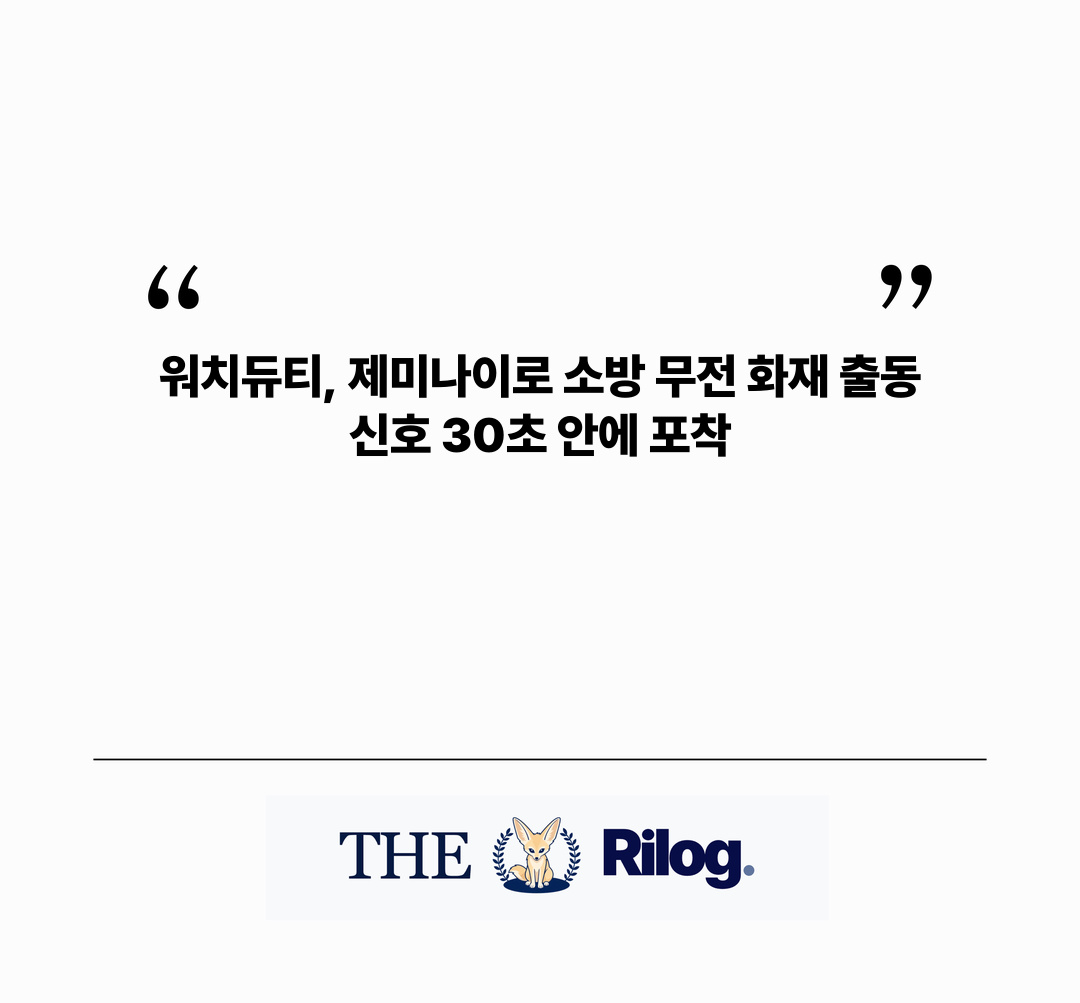 “ ”
워치듀티, 제미나이로 소방 무전 화재 출동
신호 30초 안에 포착
THE Rilog.